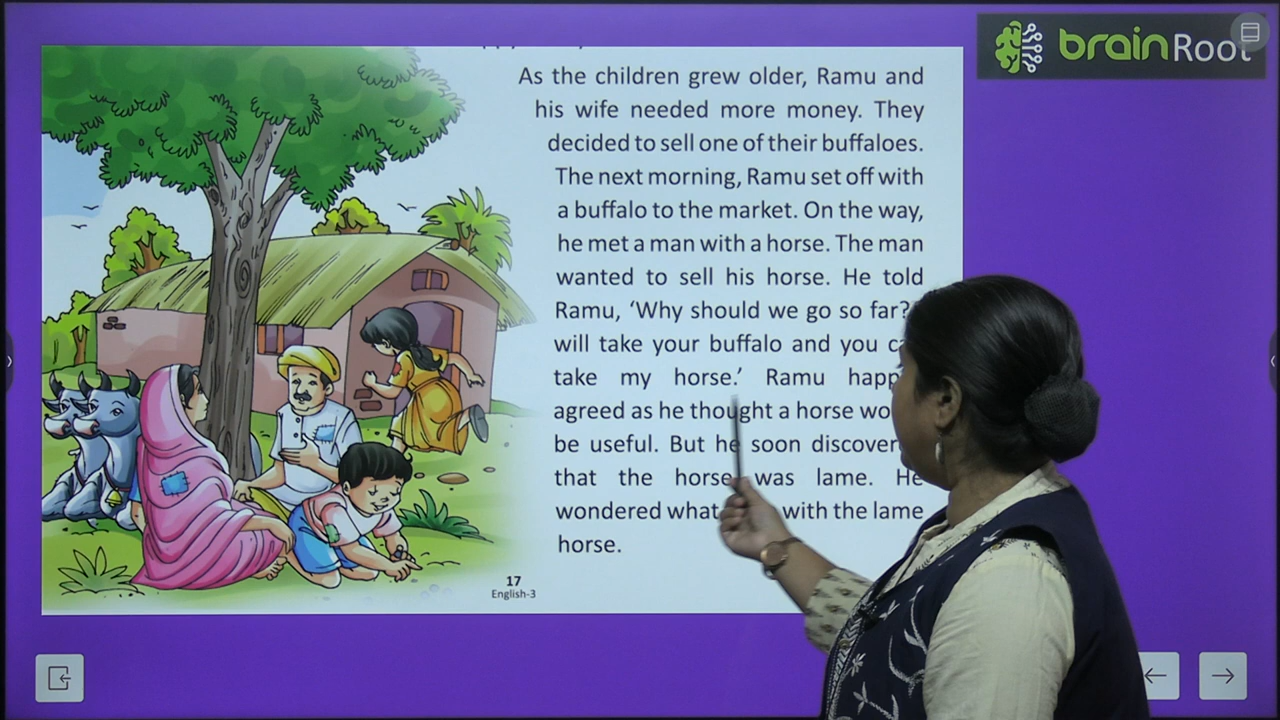 brainRoot
As the children grew older, Ramu and
his wife needed more money. They
decided to sell one of their buffaloes.
The next morning, Ramu set off with
a buffalo to the market. On the way,
he met a man with a horse. The man
wanted to sell his horse. He told
Ramu, ‘Why should we go so far?
will take your buffalo and you
take my horse.’ Ramu
agreed as he thought a horse
be useful. But he soon
that the horse was lame. He
wondered what with the lame
horse.
17
English-3